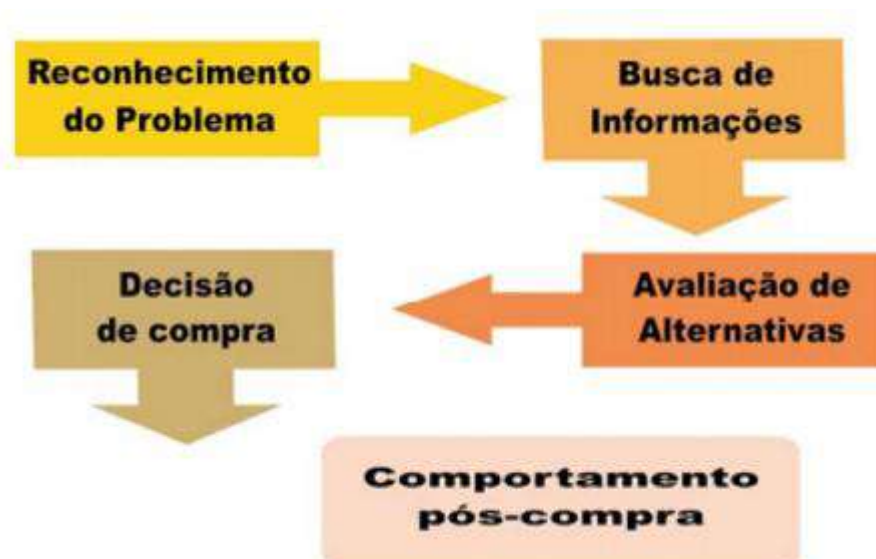 Reconhecimento
do Problema
Busca de
Informações
Avaliação de
Alternativas
Decisão
de compra
Comportamento
pós-compra